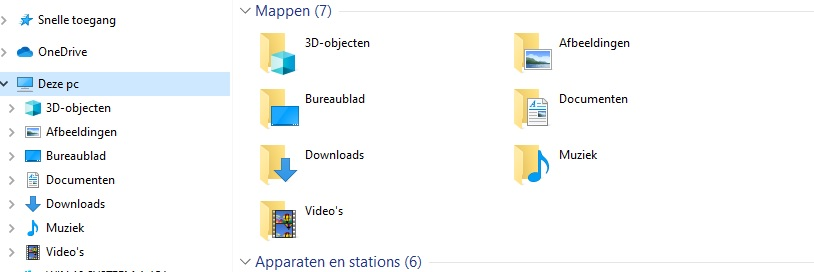 Snelle toegang
OneDrive
Deze pc
3D-objecten
Afbeeldingen
Bureaublad
Documenten
Downloads
Muziek
Video's
Mappen (7)
3D-objecten
Afbeeldingen
Bureaublad
Documenten
Downloads
Muziek
Video's
Apparaten en stations (6)